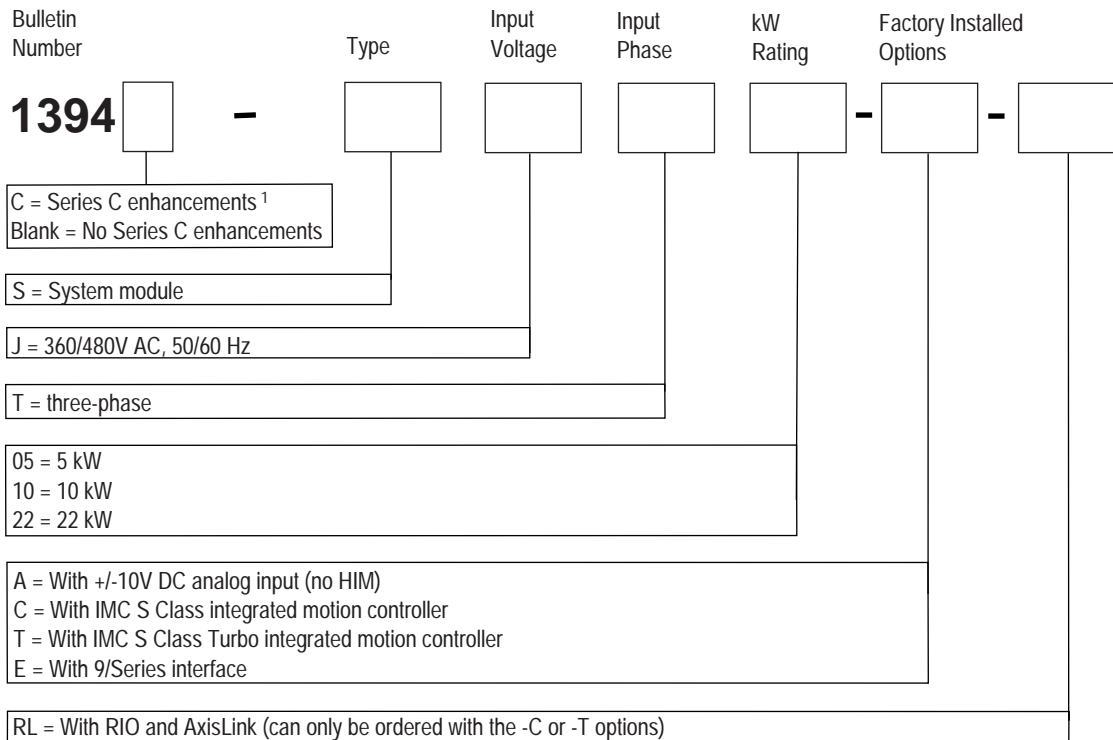 Bulletin Number
Type
Input Voltage
Input Phase
kW Rating
Factory Installed Options
1394 - - -
C = Series C enhancements 1
Blank = No Series C enhancements
S = System module
J = 360/480V AC, 50/60 Hz
T = three-phase
05 = 5 kW
10 = 10 kW
22 = 22 kW
A = With +/-10V DC analog input (no HIM)
C = With IMC S Class integrated motion controller
T = With IMC S Class Turbo integrated motion controller
E = With 9/Series interface
RL = With RIO and AxisLink (can only be ordered with the -C or -T options)